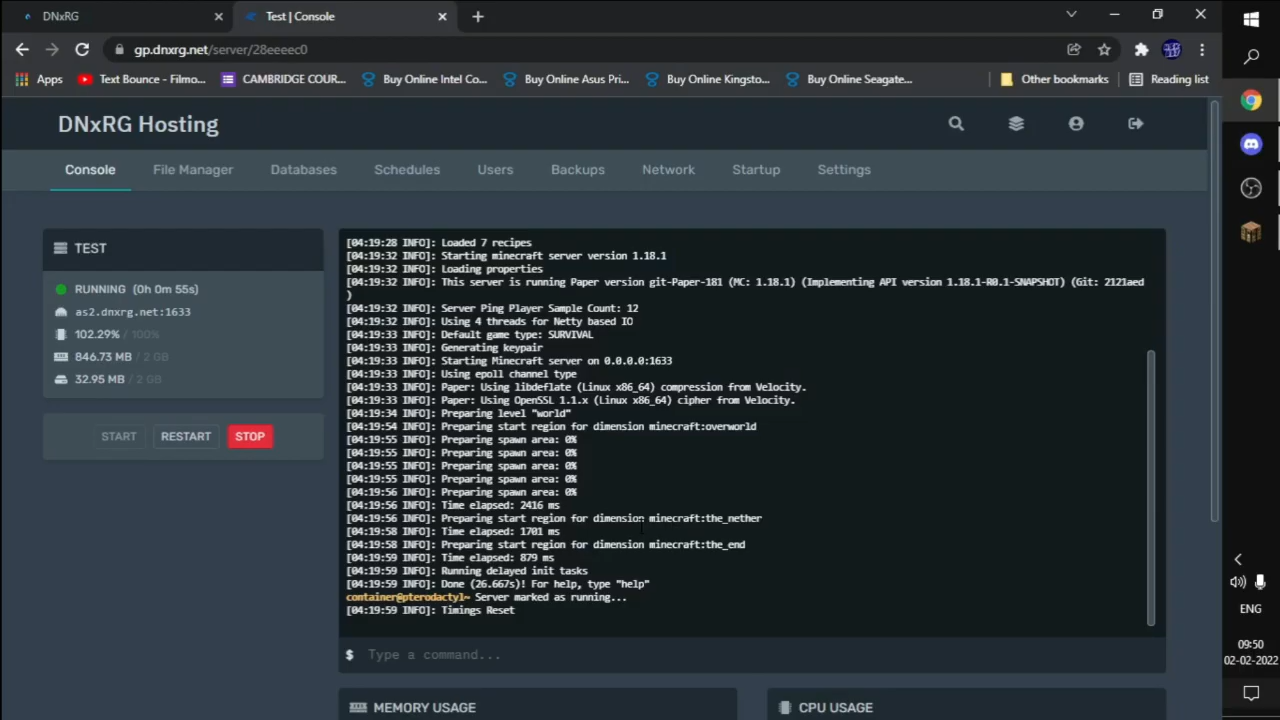 DNxRG
Test | Console
gp.dnxrg.net/server/28eeeec0
Apps
Text Bounce - Filmo...
CAMBRIDGE COUR...
Buy Online Intel Co...
Buy Online Asus Pri...
Buy Online Kingsto...
Buy Online Seagate...
Other bookmarks
Reading list
DNxRG Hosting
Console
File Manager
Databases
Schedules
Users
Backups
Network
Startup
Settings
TEST
RUNNING (0h 0m 55s)
as2.dnxrg.net:1633
102.29% / 100%
846.73 MB / 2 GB
32.95 MB / 2 GB
START
RESTART
STOP
[04:19:28 INFO]: Loaded 7 recipes
[04:19:32 INFO]: Starting minecraft server version 1.18.1
[04:19:32 INFO]: Loading properties
[04:19:32 INFO]: This server is running Paper version git-Paper-181 (MC: 1.18.1) (Implementing API version 1.18.1-R0.1-SNAPSHOT) (Git: 2121aed
)
[04:19:32 INFO]: Server Ping Player Sample Count: 12
[04:19:32 INFO]: Using 4 threads for Netty based IO
[04:19:33 INFO]: Default game type: SURVIVAL
[04:19:33 INFO]: Generating keypair
[04:19:33 INFO]: Starting Minecraft server on 0.0.0.0:1633
[04:19:33 INFO]: Using epoll channel type
[04:19:33 INFO]: Paper: Using libdeflate (Linux x86_64) compression from Velocity.
[04:19:33 INFO]: Paper: Using OpenSSL 1.1.x (Linux x86_64) cipher from Velocity.
[04:19:34 INFO]: Preparing level "world"
[04:19:54 INFO]: Preparing start region for dimension minecraft:overworld
[04:19:55 INFO]: Preparing spawn area: 0%
[04:19:55 INFO]: Preparing spawn area: 0%
[04:19:55 INFO]: Preparing spawn area: 0%
[04:19:55 INFO]: Preparing spawn area: 0%
[04:19:56 INFO]: Preparing spawn area: 0%
[04:19:56 INFO]: Time elapsed: 2416 ms
[04:19:56 INFO]: Preparing start region for dimension minecraft:the_nether
[04:19:58 INFO]: Time elapsed: 1701 ms
[04:19:58 INFO]: Preparing start region for dimension minecraft:the_end
[04:19:59 INFO]: Time elapsed: 879 ms
[04:19:59 INFO]: Running delayed init tasks
[04:19:59 INFO]: Done (26.667s)! For help, type "help"
container@pterodactyl~ Server marked as running...
[04:19:59 INFO]: Timings Reset
$ Type a command...
MEMORY USAGE
CPU USAGE
ENG
09:50
02-02-2022